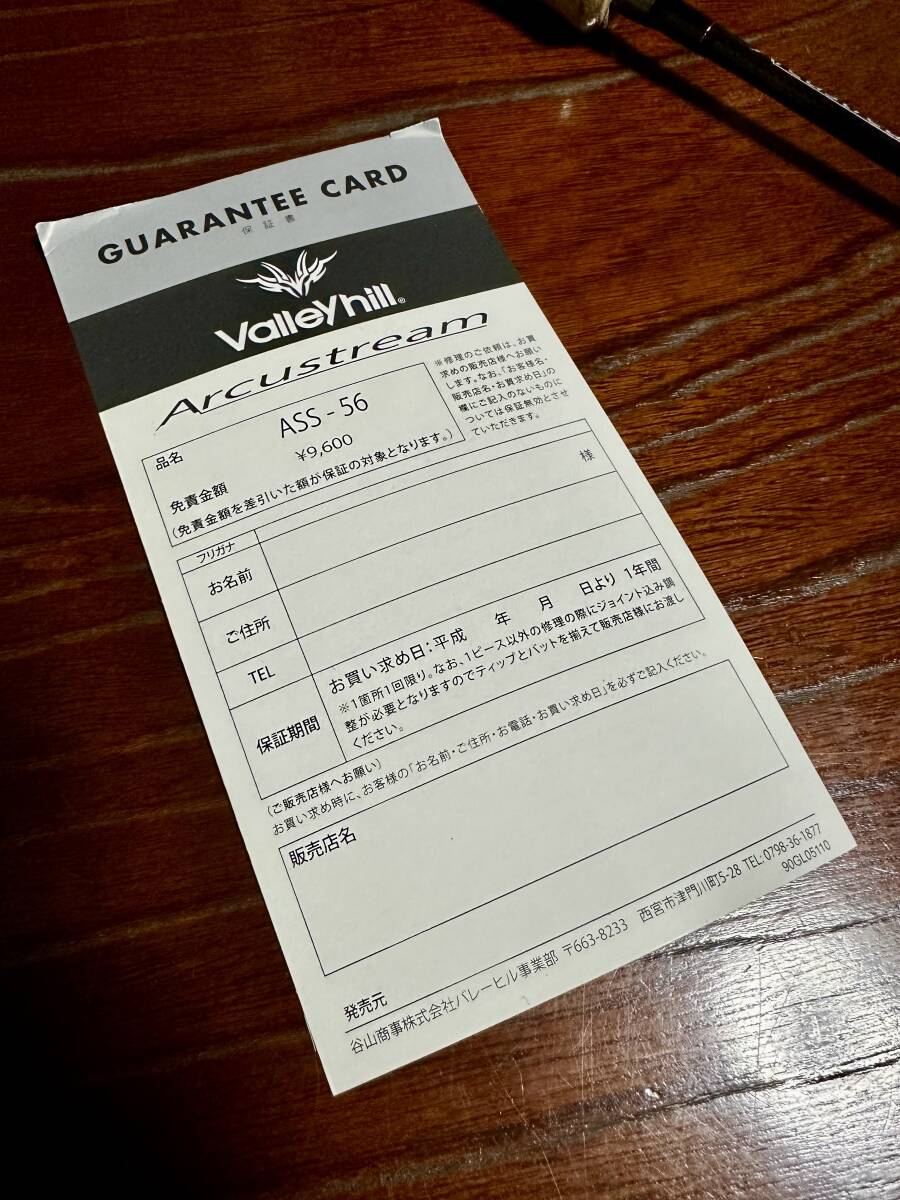 GUARANTEE CARD
保証書
Valleyhill®
Arcustream
品名 ASS-56
免責金額 ¥9,600
(免責金額を差引いた額が保証の対象となります。)
※修理のご依頼は、お買
求めの販売店様へお願い
します。なお、「お客様名・
販売店名・お買求め日」の
欄にご記入のないものに
ついては保証無効とさせ
ていただきます。
フリガナ
お名前 様
ご住所
TEL
保証期間
お買い求め日:平成 年 月 日より 1年間
※1箇所1回限り。なお、1ピース以外の修理の際にジョイント込み調
整が必要となりますのでティップとバットを揃えて販売店様にお渡し
ください。
(ご販売店様へお願い)
お買い求め時に、お客様の「お名前・ご住所・お電話・お買い求め日」を必ずご記入ください。
販売店名
発売元
谷山商事株式会社バレーヒル事業部 〒663-8233 西宮市津門川町5-28 TEL:0798-36-1877
90GL05110